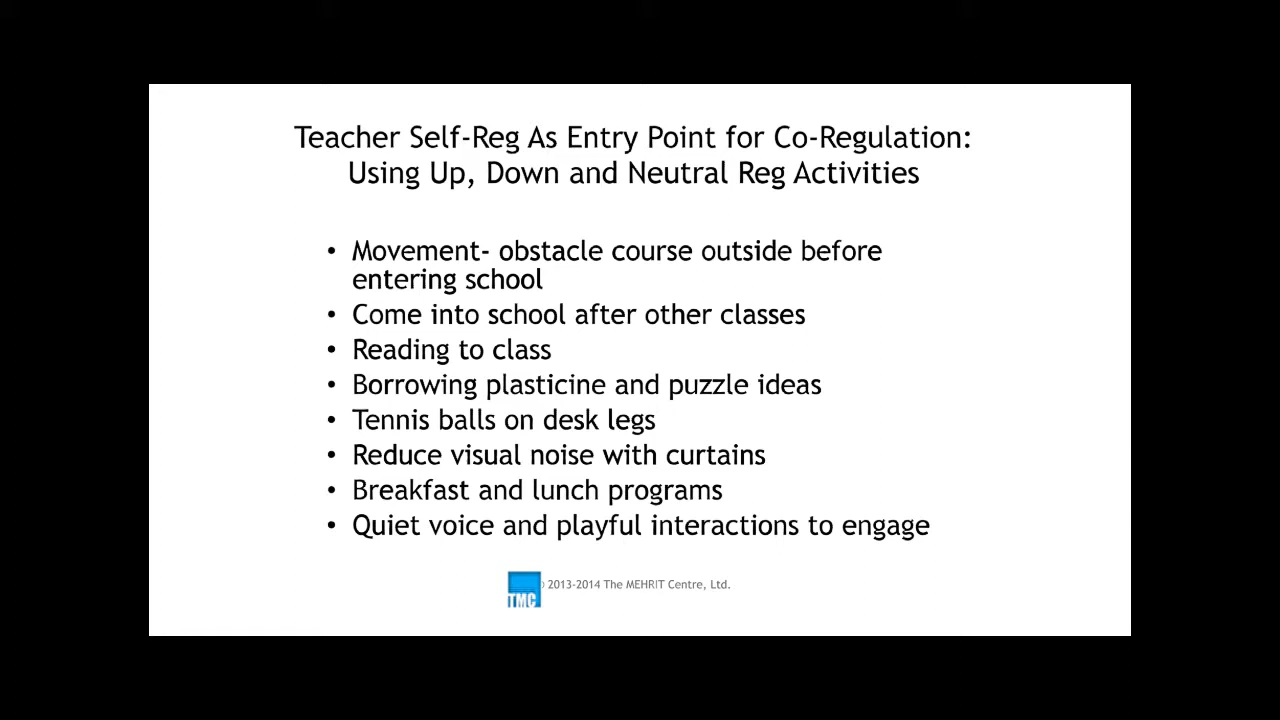 Teacher Self-Reg As Entry Point for Co-Regulation:
Using Up, Down and Neutral Reg Activities
• Movement- obstacle course outside before
entering school
• Come into school after other classes
• Reading to class
• Borrowing plasticine and puzzle ideas
• Tennis balls on desk legs
• Reduce visual noise with curtains
• Breakfast and lunch programs
• Quiet voice and playful interactions to engage
TMC
2013-2014 The MEHRIT Centre, Ltd.